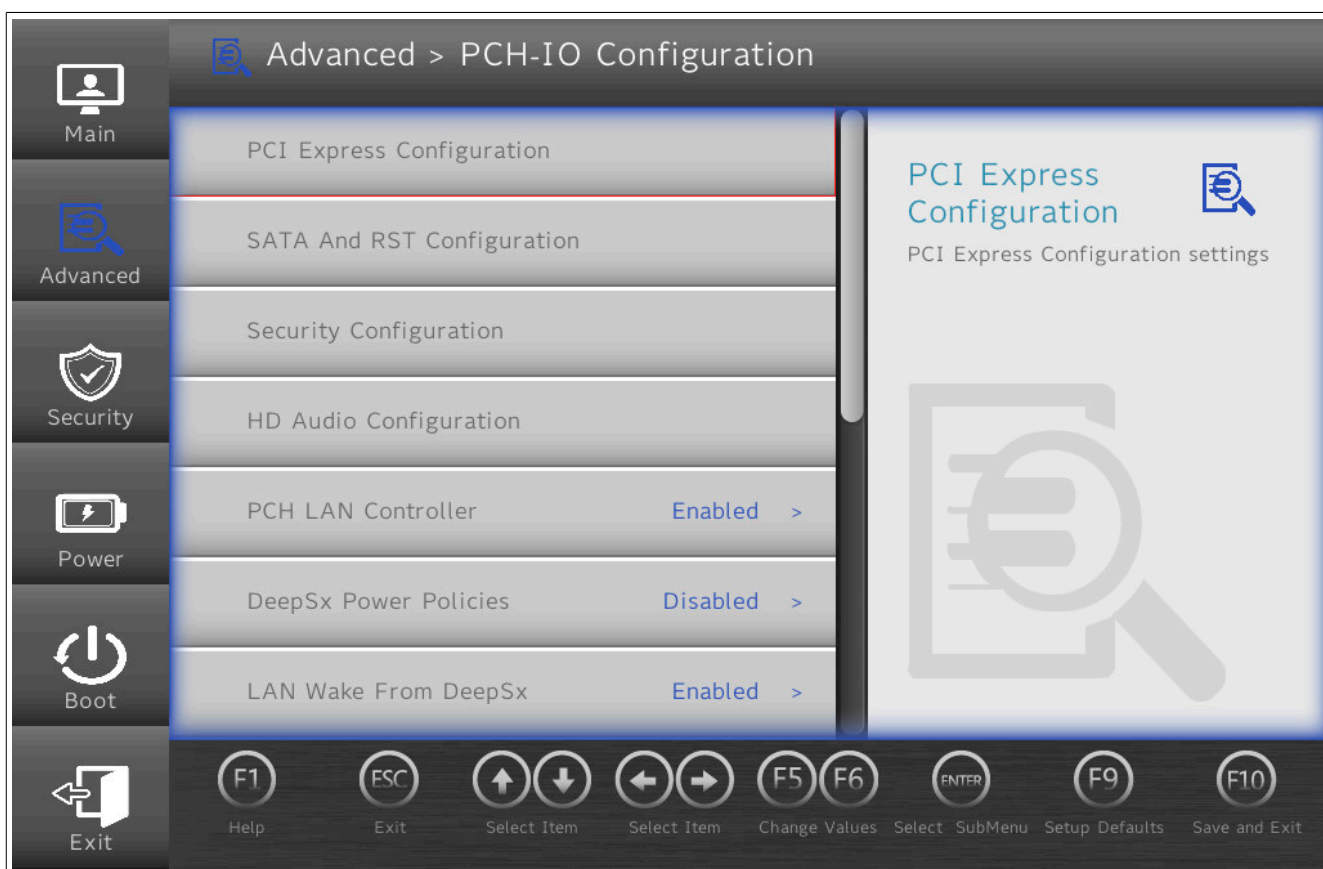 Advanced > PCH-IO Configuration
Main
Advanced
Security
Power
Boot
Exit
PCI Express Configuration
SATA And RST Configuration
Security Configuration
HD Audio Configuration
PCH LAN Controller Enabled >
DeepSx Power Policies Disabled >
LAN Wake From DeepSx Enabled >
PCI Express
Configuration
PCI Express Configuration settings
F1 ESC F5 F6 ENTER F9 F10
Help Exit Select Item Select Item Change Values Select SubMenu Setup Defaults Save and Exit